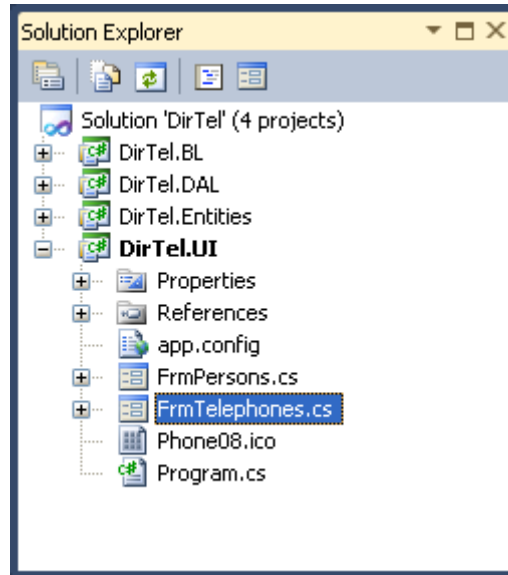 Solution Explorer
Solution 'DirTel' (4 projects)
DirTel.BL
DirTel.DAL
DirTel.Entities
DirTel.UI
Properties
References
app.config
FrmPersons.cs
FrmTelephones.cs
Phone08.ico
Program.cs